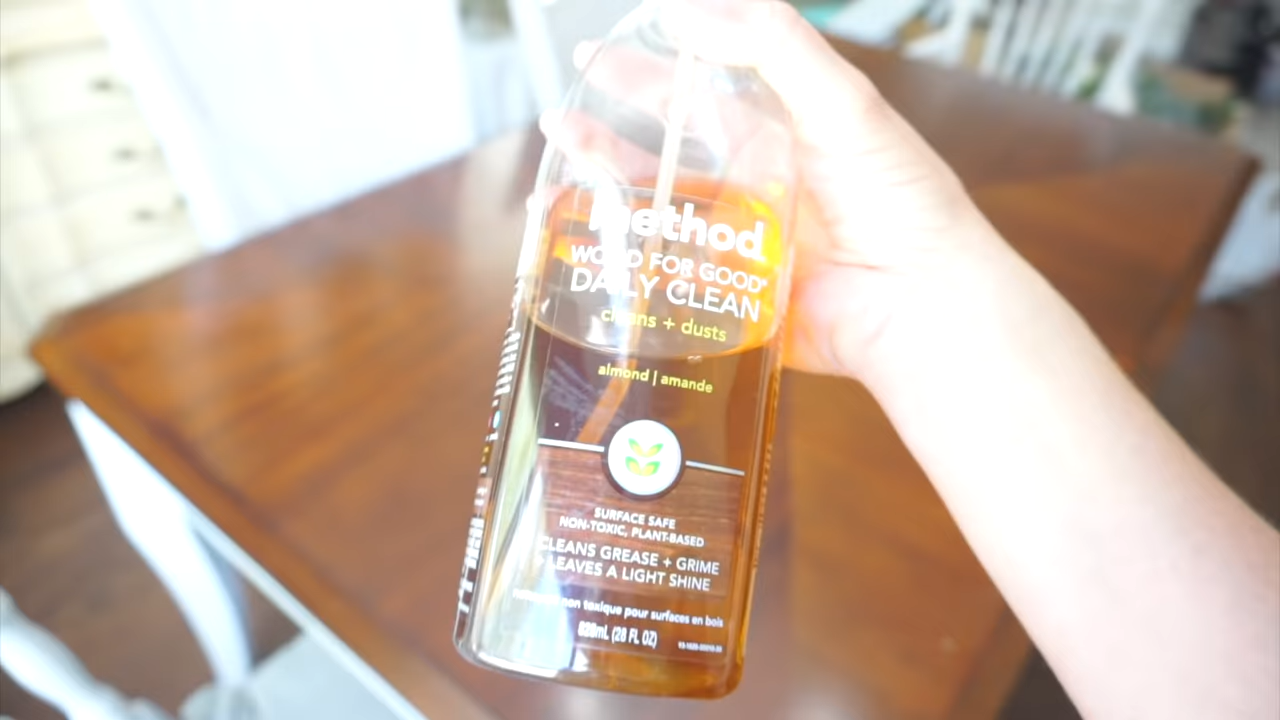 method
WOOD FOR GOOD®
DAILY CLEAN
cleans + dusts
almond | amande
SURFACE SAFE
NON-TOXIC, PLANT-BASED
CLEANS GREASE + GRIME
+ LEAVES A LIGHT SHINE
non toxique pour surfaces en bois
828mL (28 FL OZ)